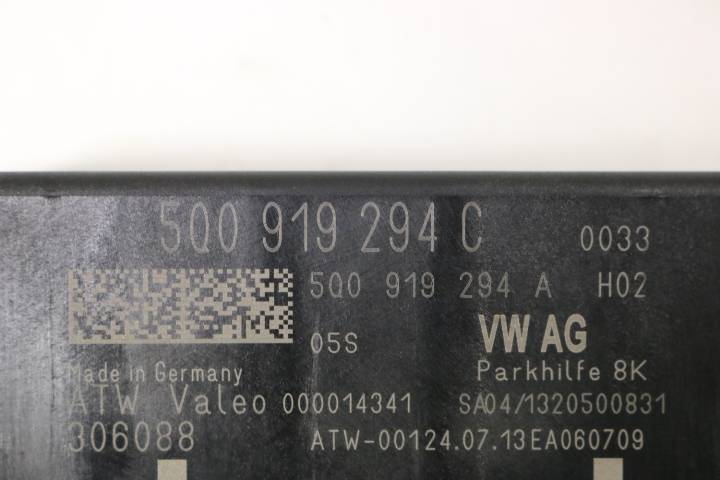 5Q0 919 294 C 0033
5Q0 919 294 A H02
05S VW AG
Made in Germany Parkhilfe 8K
ATW Valeo 000014341 SA04/1320500831
306088 ATW-00124.07.13EA060709